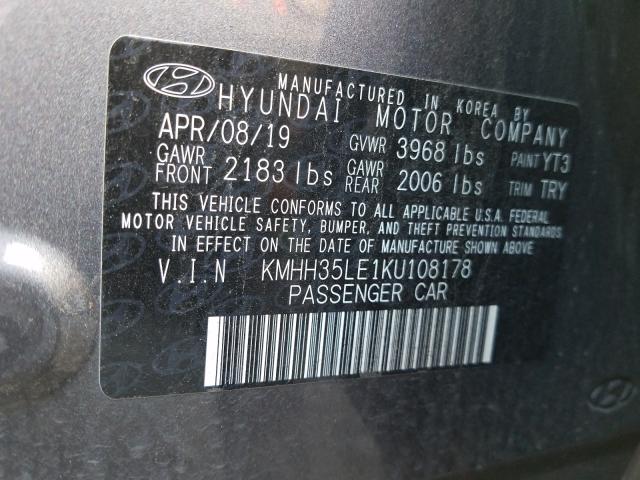 MANUFACTURED IN KOREA BY
HYUNDAI MOTOR COMPANY
APR/08/19 GVWR 3968 lbs PAINT YT3
GAWR FRONT 2183 lbs GAWR REAR 2006 lbs TRIM TRY
THIS VEHICLE CONFORMS TO ALL APPLICABLE U.S.A. FEDERAL
MOTOR VEHICLE SAFETY, BUMPER, AND THEFT PREVENTION
STANDARDS IN EFFECT ON THE DATE OF MANUFACTURE SHOWN ABOVE
V.I.N KMHH35LE1KU108178
PASSENGER CAR